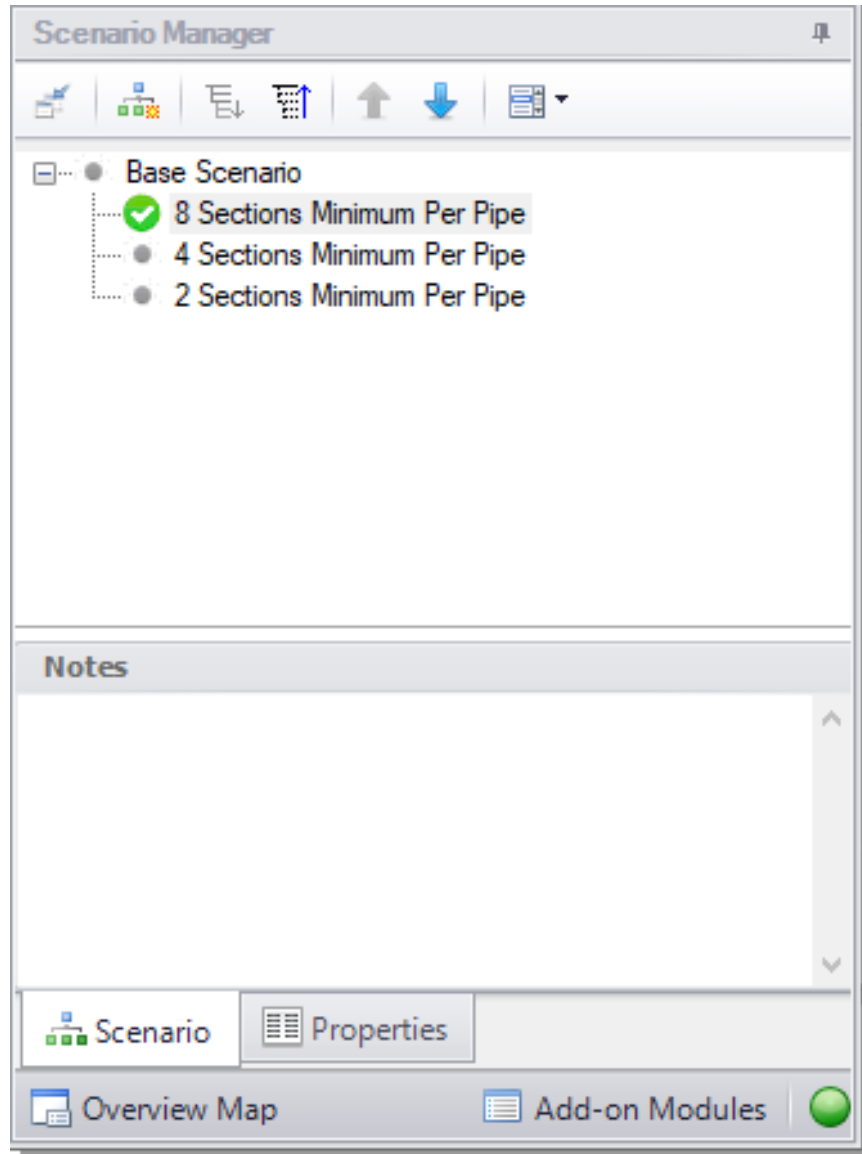 Scenario Manager
Base Scenario
8 Sections Minimum Per Pipe
4 Sections Minimum Per Pipe
2 Sections Minimum Per Pipe
Notes
Scenario
Properties
Overview Map
Add-on Modules